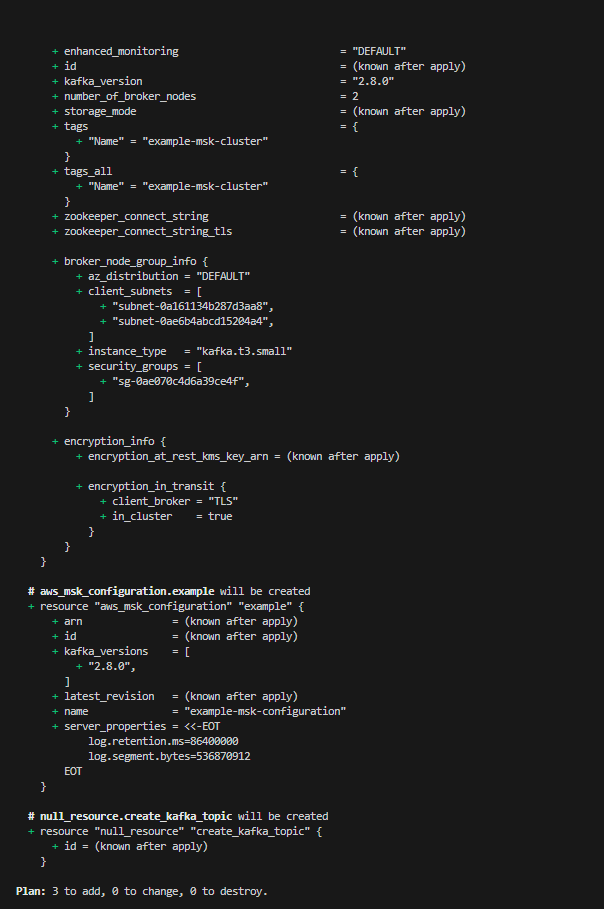 + enhanced_monitoring = "DEFAULT"
+ id = (known after apply)
+ kafka_version = "2.8.0"
+ number_of_broker_nodes = 2
+ storage_mode = (known after apply)
+ tags = {
+ "Name" = "example-msk-cluster"
}
+ tags_all = {
+ "Name" = "example-msk-cluster"
}
+ zookeeper_connect_string = (known after apply)
+ zookeeper_connect_string_tls = (known after apply)
+ broker_node_group_info {
+ az_distribution = "DEFAULT"
+ client_subnets = [
+ "subnet-0a161134b287d3aa8",
+ "subnet-0ae6b4abcd15204a4",
]
+ instance_type = "kafka.t3.small"
+ security_groups = [
+ "sg-0ae070c4d6a39ce4f",
]
}
+ encryption_info {
+ encryption_at_rest_kms_key_arn = (known after apply)
+ encryption_in_transit {
+ client_broker = "TLS"
+ in_cluster = true
}
}
}
# aws_msk_configuration.example will be created
+ resource "aws_msk_configuration" "example" {
+ arn = (known after apply)
+ id = (known after apply)
+ kafka_versions = [
+ "2.8.0",
]
+ latest_revision = (known after apply)
+ name = "example-msk-configuration"
+ server_properties = <<-EOT
log.retention.ms=86400000
log.segment.bytes=536870912
EOT
}
# null_resource.create_kafka_topic will be created
+ resource "null_resource" "create_kafka_topic" {
+ id = (known after apply)
}
Plan: 3 to add, 0 to change, 0 to destroy.